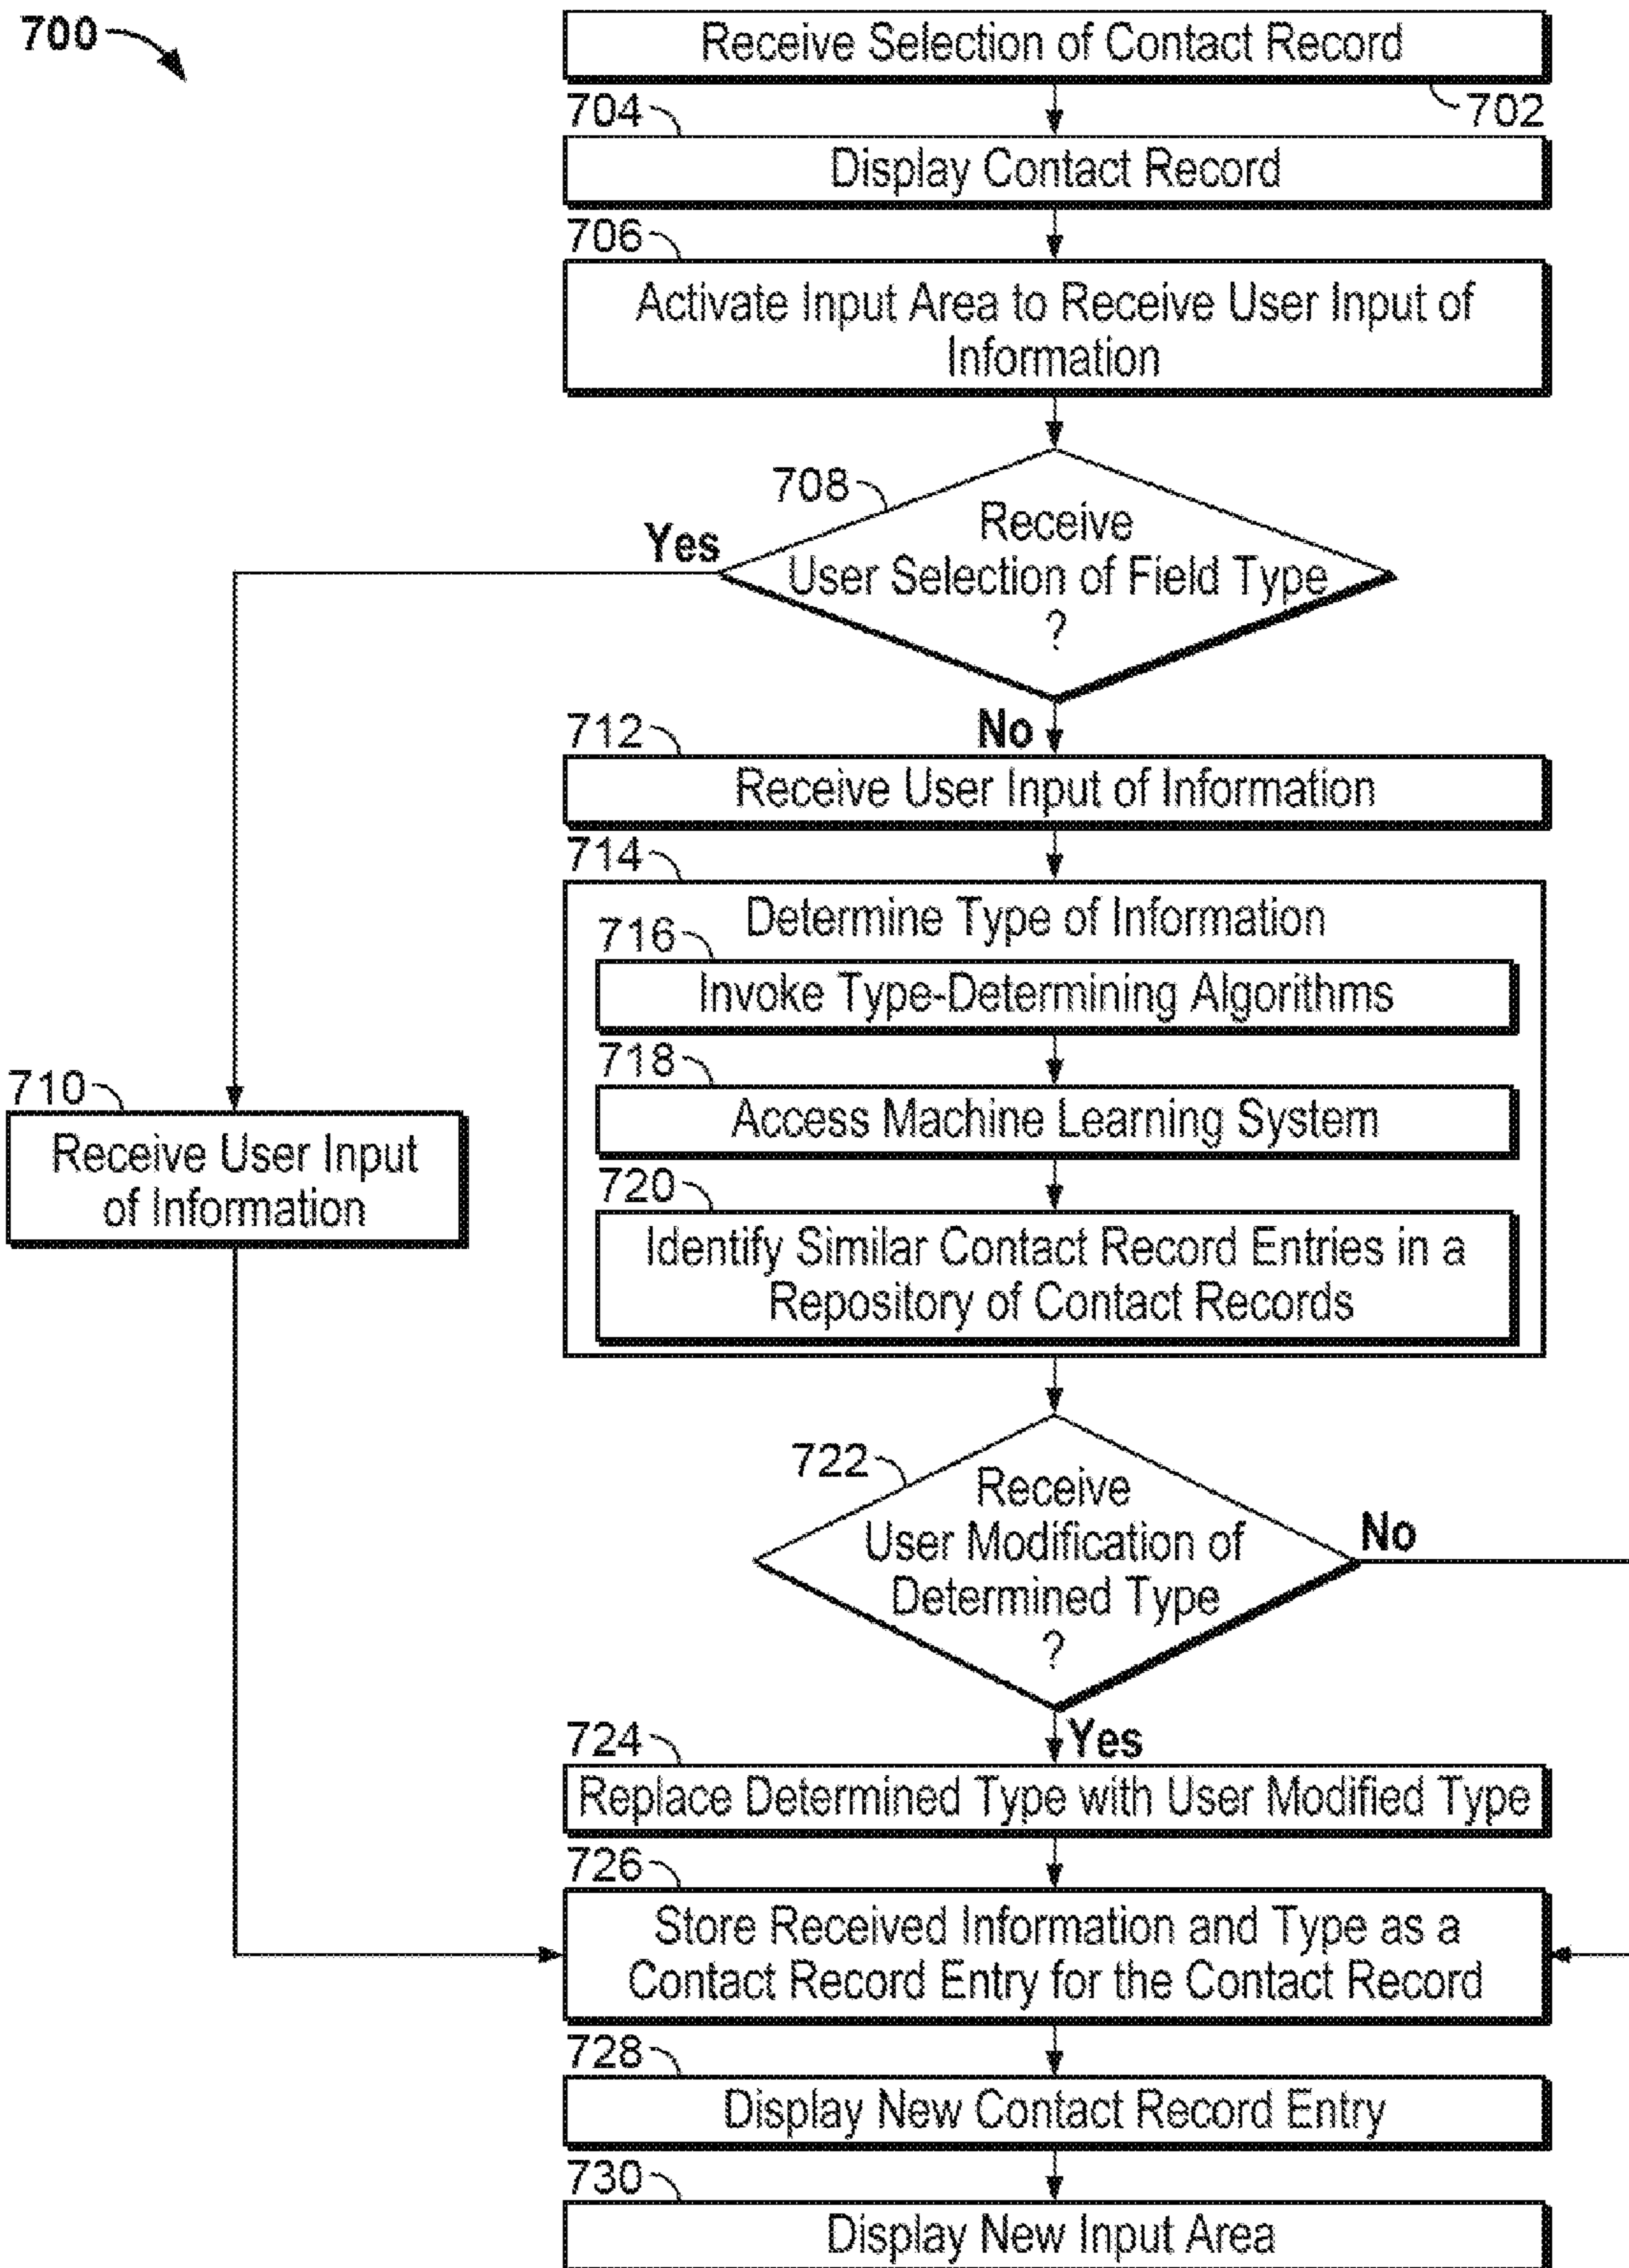 700
Receive Selection of Contact Record
702
704
Display Contact Record
706
Activate Input Area to Receive User Input of
Information
708
Receive
User Selection of Field Type
?
Yes
No
710
Receive User Input
of Information
712
Receive User Input of Information
714
Determine Type of Information
716
Invoke Type-Determining Algorithms
718
Access Machine Learning System
720
Identify Similar Contact Record Entries in a
Repository of Contact Records
722
Receive
User Modification of
Determined Type
?
No
Yes
724
Replace Determined Type with User Modified Type
726
Store Received Information and Type as a
Contact Record Entry for the Contact Record
728
Display New Contact Record Entry
730
Display New Input Area